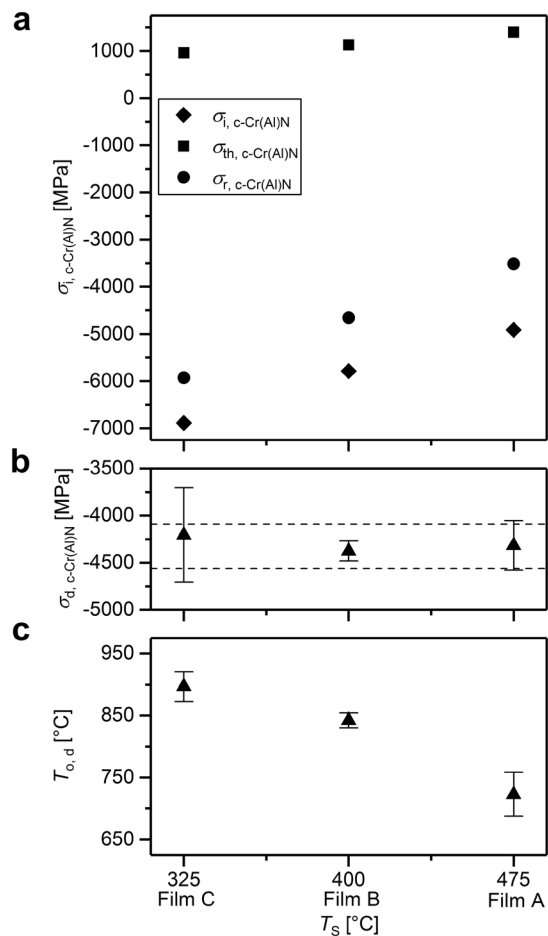 a
1000
0
-1000
-2000
-3000
-4000
-5000
-6000
-7000
σi, c-Cr(Al)N [MPa]
σi, c-Cr(Al)N
σth, c-Cr(Al)N
σr, c-Cr(Al)N
b
-3500
-4000
-4500
-5000
σd, c-Cr(Al)N [MPa]
c
950
850
750
650
To, d [°C]
325 400 475
Film C Film B Film A
TS [°C]